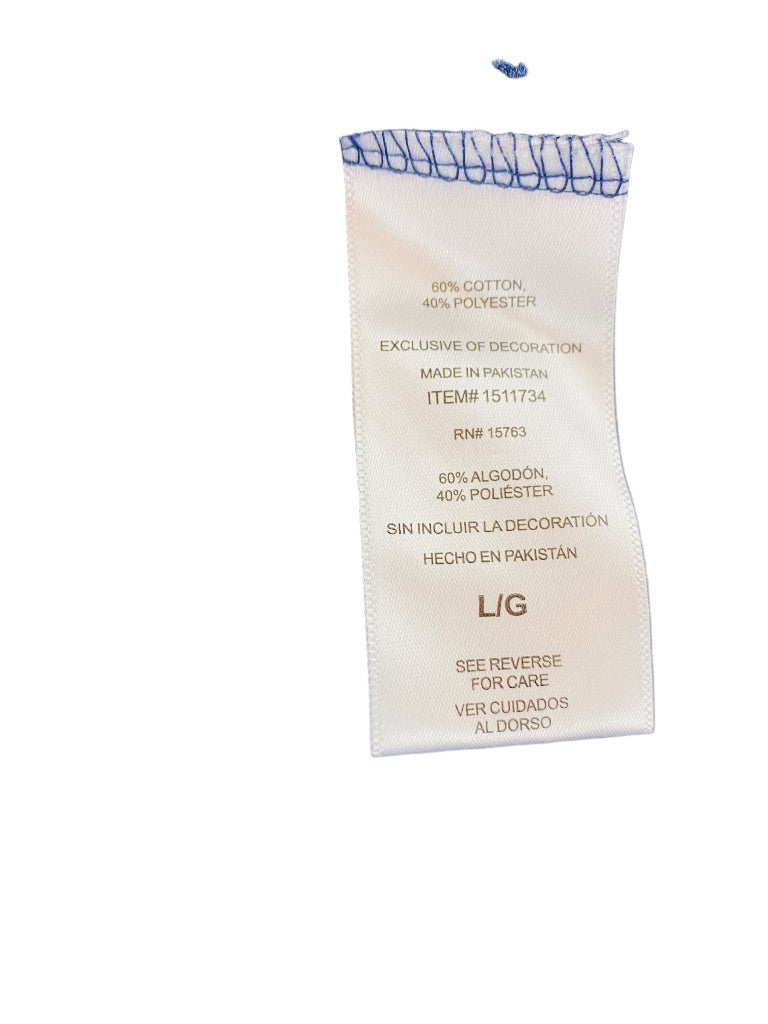 60% COTTON,
40% POLYESTER
EXCLUSIVE OF DECORATION
MADE IN PAKISTAN
ITEM# 1511734
RN# 15763
60% ALGODÓN,
40% POLIÉSTER
SIN INCLUIR LA DECORATIÓN
HECHO EN PAKISTÁN
L/G
SEE REVERSE
FOR CARE
VER CUIDADOS
AL DORSO